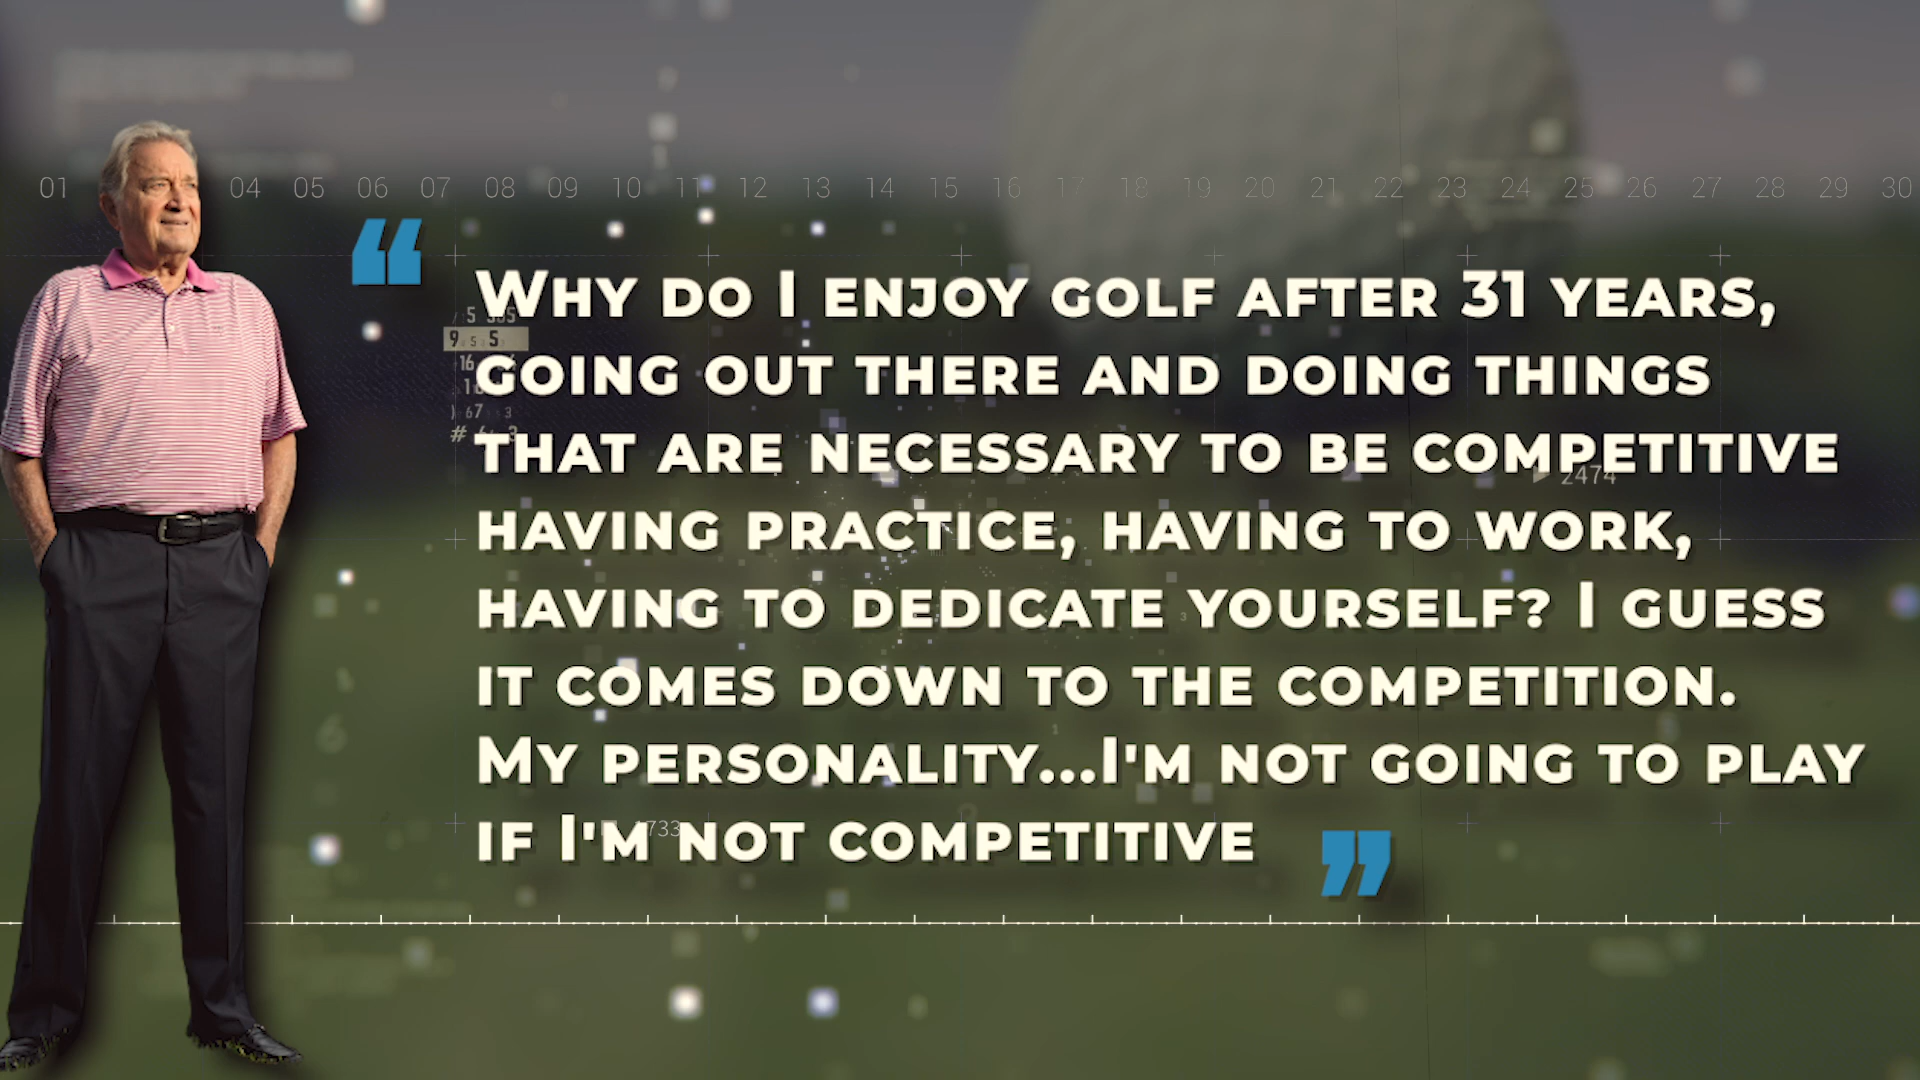 01 04 05 06 07 08 09 10 11 12 13 14 15 16 17 18 19 20 21 22 23 24 25 26 27 28 29 30
“
Why do I enjoy golf after 31 years,
going out there and doing things
that are necessary to be competitive
having practice, having to work,
having to dedicate yourself? I guess
it comes down to the competition.
My personality...I'm not going to play
if I'm not competitive
”
2474
1733